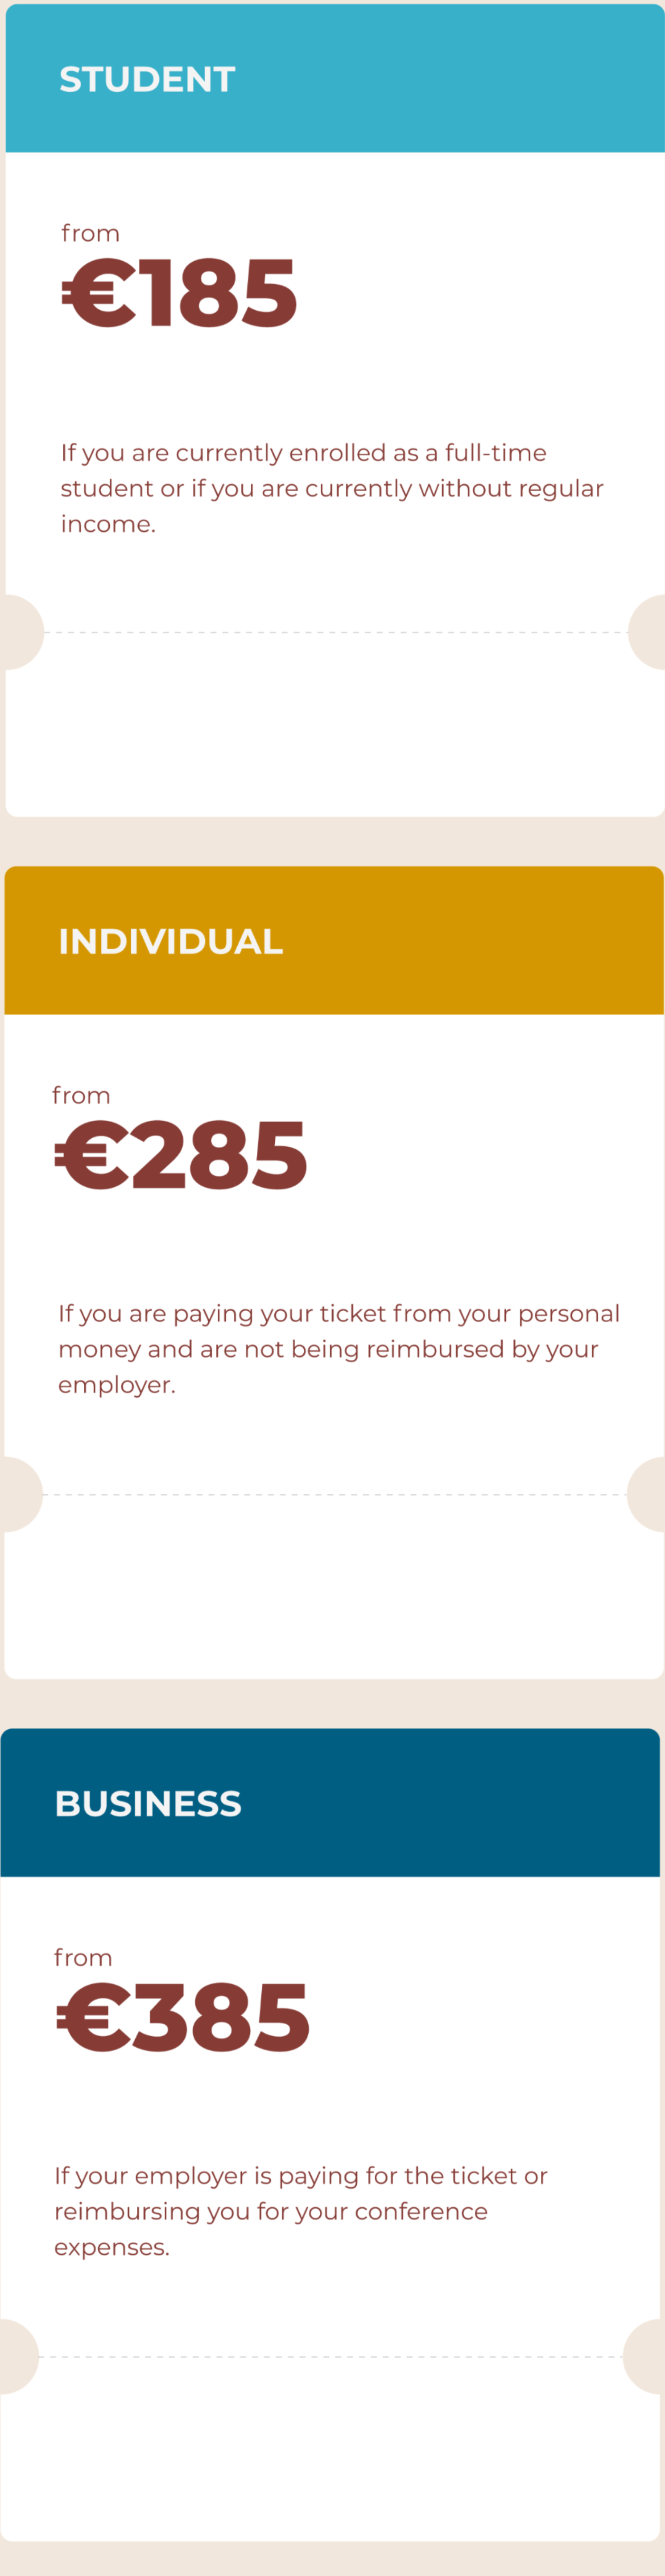 STUDENT
from
€185
If you are currently enrolled as a full-time
student or if you are currently without regular
income.
INDIVIDUAL
from
€285
If you are paying your ticket from your personal
money and are not being reimbursed by your
employer.
BUSINESS
from
€385
If your employer is paying for the ticket or
reimbursing you for your conference
expenses.